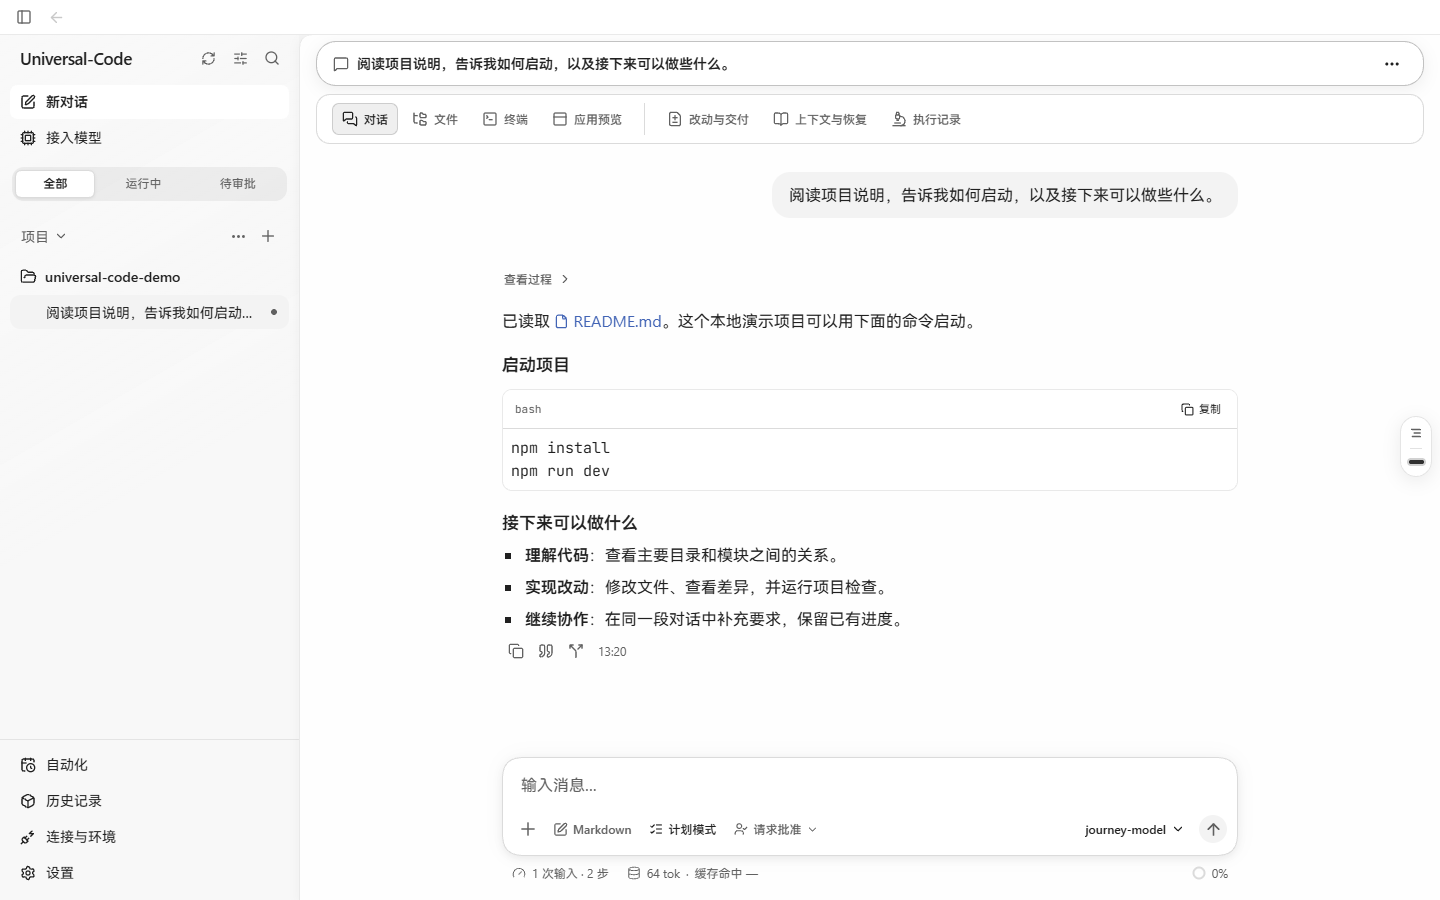 Universal-Code
新对话
接入模型
全部 运行中 待审批
项目
universal-code-demo
阅读项目说明，告诉我如何启动...
自动化
历史记录
连接与环境
设置
阅读项目说明，告诉我如何启动，以及接下来可以做些什么。
对话 文件 终端 应用预览 改动与交付 上下文与恢复 执行记录
阅读项目说明，告诉我如何启动，以及接下来可以做些什么。
查看过程
已读取 README.md。这个本地演示项目可以用下面的命令启动。
启动项目
bash 复制
npm install
npm run dev
接下来可以做什么
理解代码：查看主要目录和模块之间的关系。
实现改动：修改文件、查看差异，并运行项目检查。
继续协作：在同一段对话中补充要求，保留已有进度。
13:20
输入消息...
Markdown 计划模式 请求批准 journey-model
1 次输入 · 2 步 64 tok · 缓存命中 — 0%